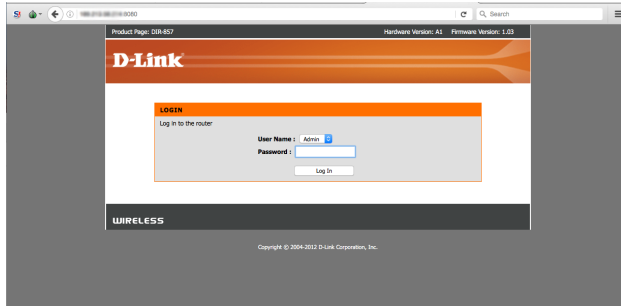 8080
Search
Product Page: DIR-857 Hardware Version: A1 Firmware Version: 1.03
D-Link
LOGIN
Log in to the router
User Name : Admin
Password :
Log In
WIRELESS
Copyright © 2004-2012 D-Link Corporation, Inc.